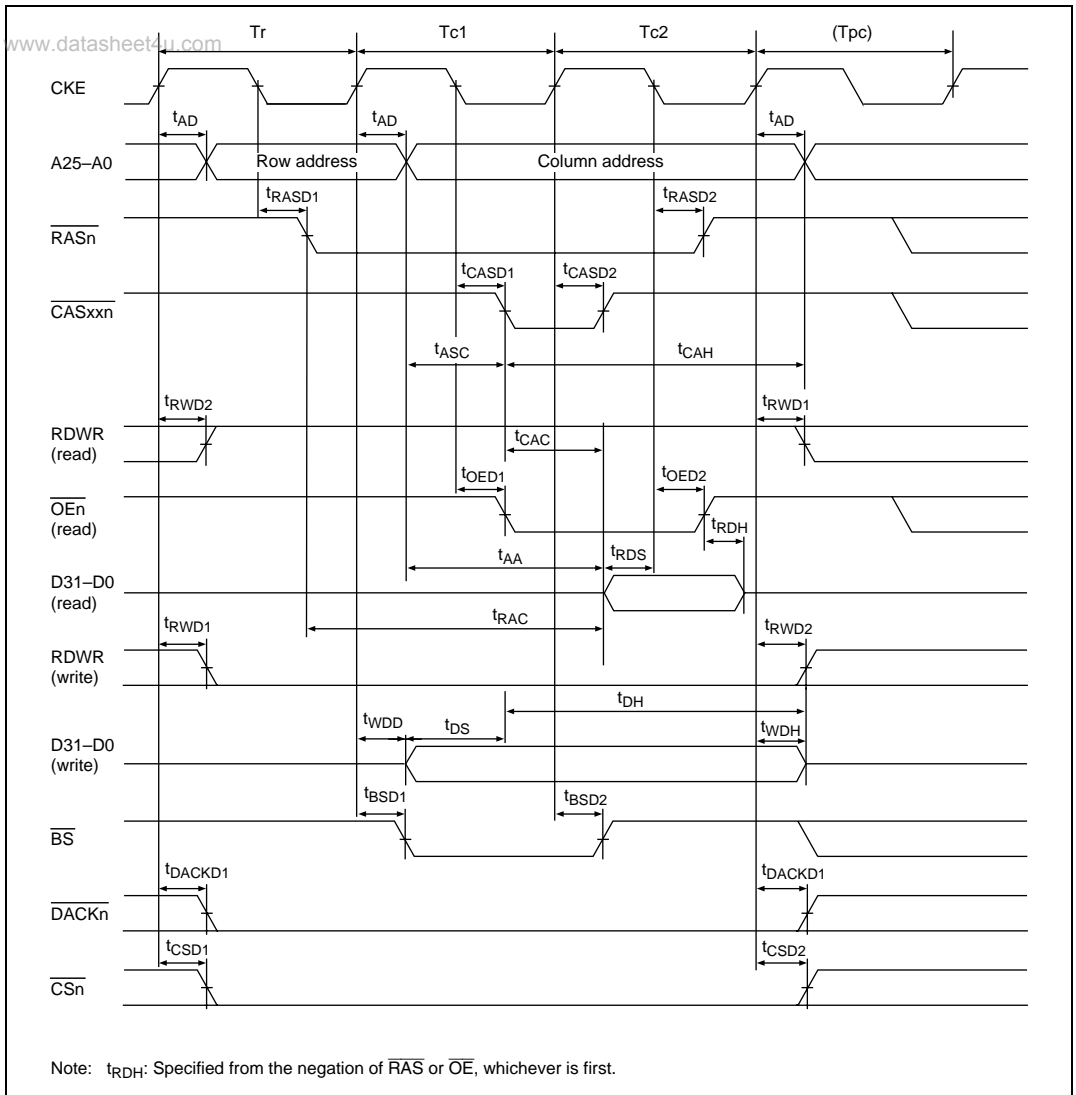 www.datasheet4u.com
Tr Tc1 Tc2 (Tpc)
CKE
tAD tAD tAD
A25–A0 Row address Column address
tRASD1 tRASD2
RASn
tCASD1 tCASD2
CASxxn
tASC tCAH
tRWD2 tRWD1
RDWR
(read)
tCAC
tOED1 tOED2
OEn
(read)
tRDH
tAA tRDS
D31–D0
(read)
tRAC
tRWD1 tRWD2
RDWR
(write)
tDH
tWDD tDS tWDH
D31–D0
(write)
tBSD1 tBSD2
BS
tDACKD1 tDACKD1
DACKn
tCSD1 tCSD2
CSn
Note: tRDH: Specified from the negation of RAS or OE, whichever is first.